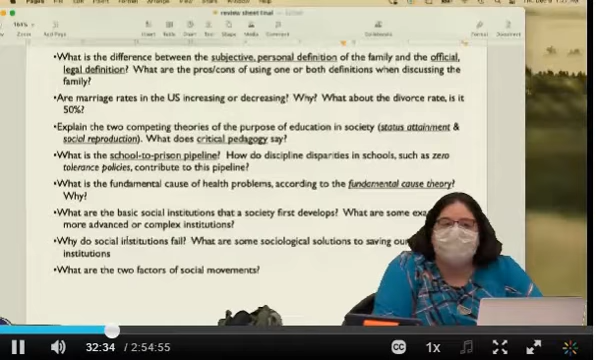 Pages
review sheet final
•What is the difference between the subjective, personal definition of the family and the official,
legal definition? What are the pros/cons of using one or both definitions when discussing the
family?
•Are marriage rates in the US increasing or decreasing? Why? What about the divorce rate, is it
50%?
•Explain the two competing theories of the purpose of education in society (status attainment &
social reproduction). What does critical pedagogy say?
•What is the school-to-prison pipeline? How do discipline disparities in schools, such as zero
tolerance policies, contribute to this pipeline?
•What is the fundamental cause of health problems, according to the fundamental cause theory?
Why?
•What are the basic social institutions that a society first develops? What are some exa
more advanced or complex institutions?
•Why do social institutions fail? What are some sociological solutions to saving our
institutions
•What are the two factors of social movements?
32:34 / 2:54:55
CC
1x